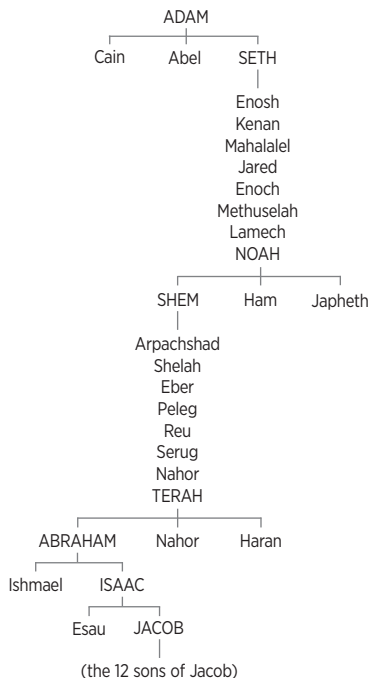 ADAM
Cain Abel SETH
Enosh
Kenan
Mahalalel
Jared
Enoch
Methuselah
Lamech
NOAH
SHEM Ham Japheth
Arpachshad
Shelah
Eber
Peleg
Reu
Serug
Nahor
TERAH
ABRAHAM Nahor Haran
Ishmael ISAAC
Esau JACOB
(the 12 sons of Jacob)